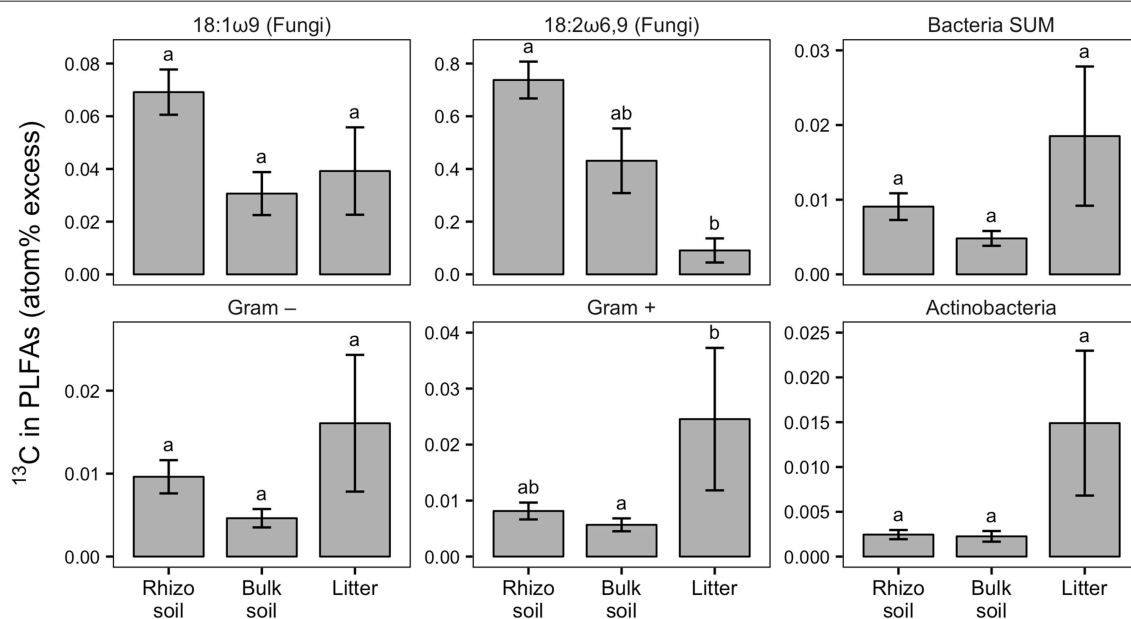 18:1ω9 (Fungi)
18:2ω6,9 (Fungi)
Bacteria SUM
¹³C in PLFAs (atom% excess)
0.08
0.06
0.04
0.02
0.00
a
a
a
0.8
0.6
0.4
0.2
0.0
a
ab
b
0.03
0.02
0.01
0.00
a
a
a
Gram –
Gram +
Actinobacteria
0.02
0.01
0.00
a
a
a
0.04
0.03
0.02
0.01
0.00
ab
a
b
0.025
0.020
0.015
0.010
0.005
0.000
a
a
a
Rhizo
soil
Bulk
soil
Litter
Rhizo
soil
Bulk
soil
Litter
Rhizo
soil
Bulk
soil
Litter